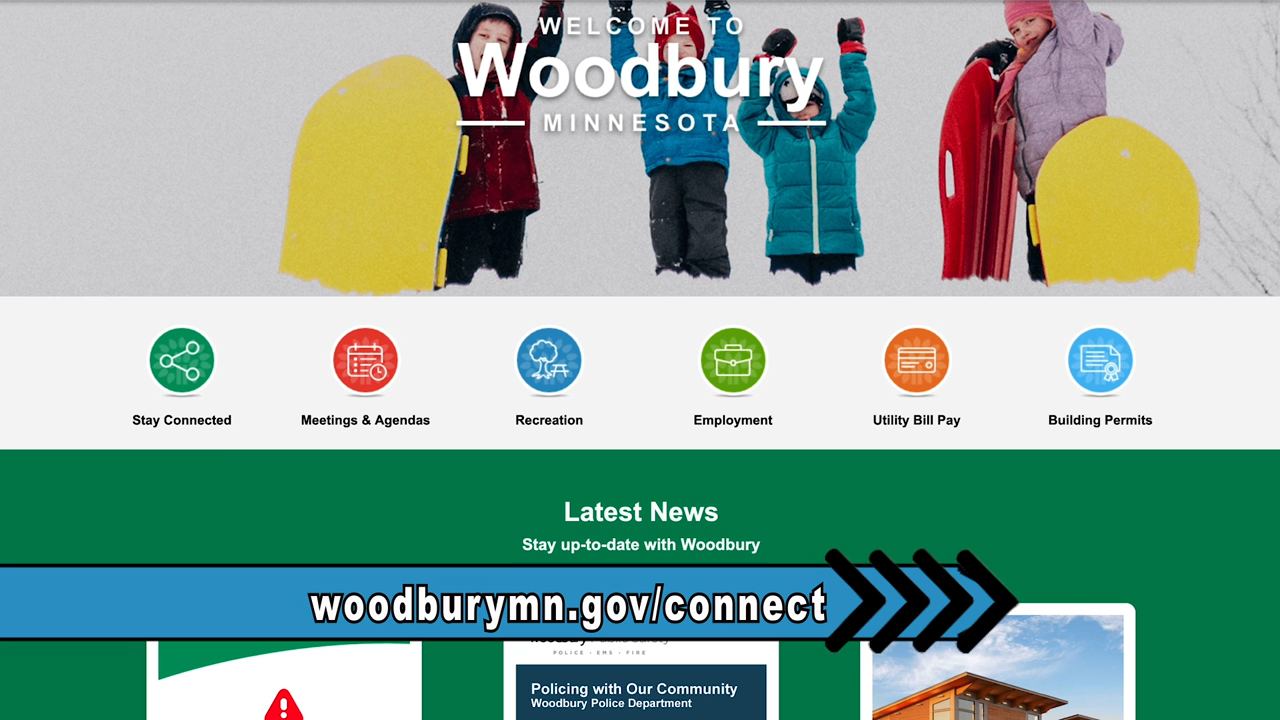 WELCOME TO
Woodbury
MINNESOTA
Stay Connected
Meetings & Agendas
Recreation
Employment
Utility Bill Pay
Building Permits
Latest News
Stay up-to-date with Woodbury
woodburymn.gov/connect
POLICE • EMS • FIRE
Policing with Our Community
Woodbury Police Department